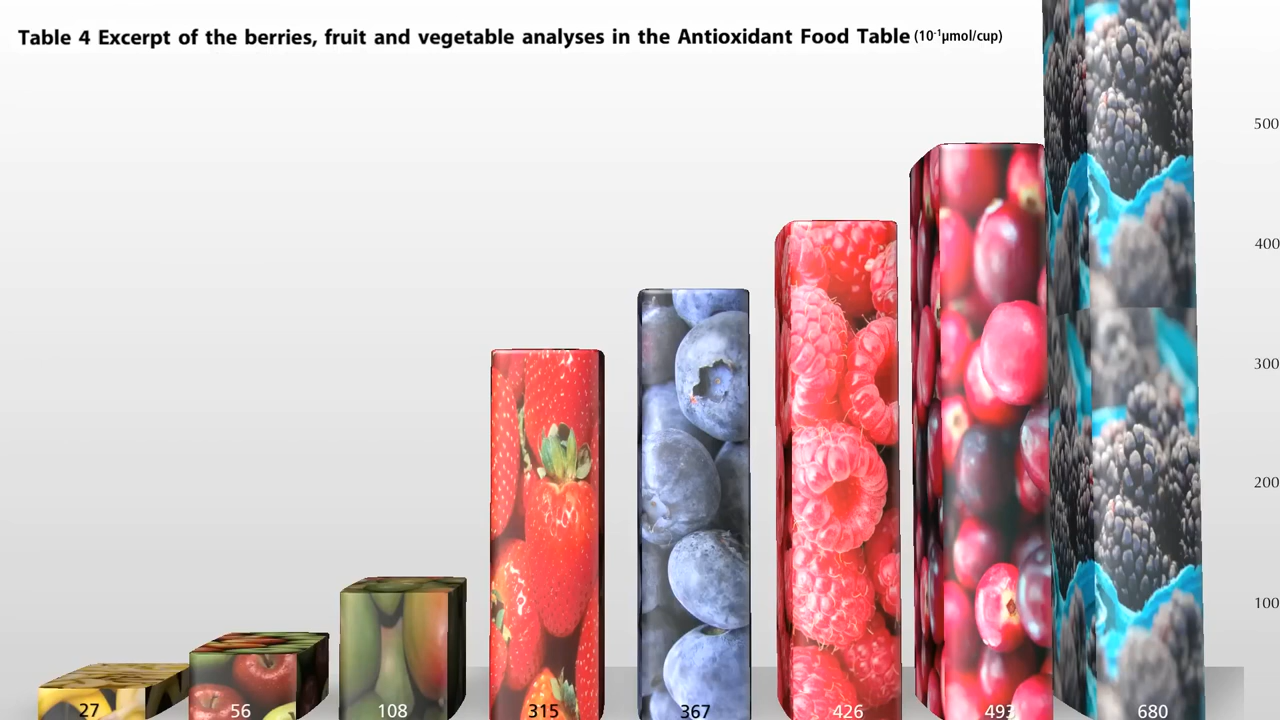 Table 4 Excerpt of the berries, fruit and vegetable analyses in the Antioxidant Food Table (10⁻¹µmol/cup)
500
400
300
200
100
27 56 108 315 367 426 493 680